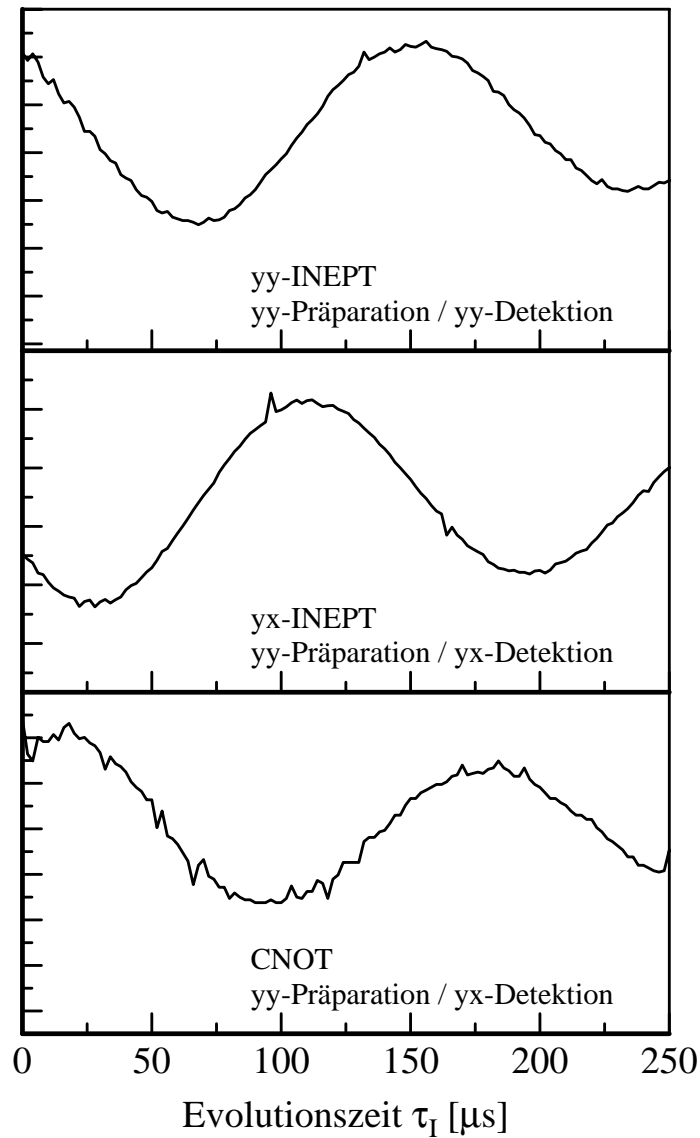 yy-INEPT
yy-Präparation / yy-Detektion
yx-INEPT
yy-Präparation / yx-Detektion
CNOT
yy-Präparation / yx-Detektion
0 50 100 150 200 250
Evolutionszeit τI [μs]